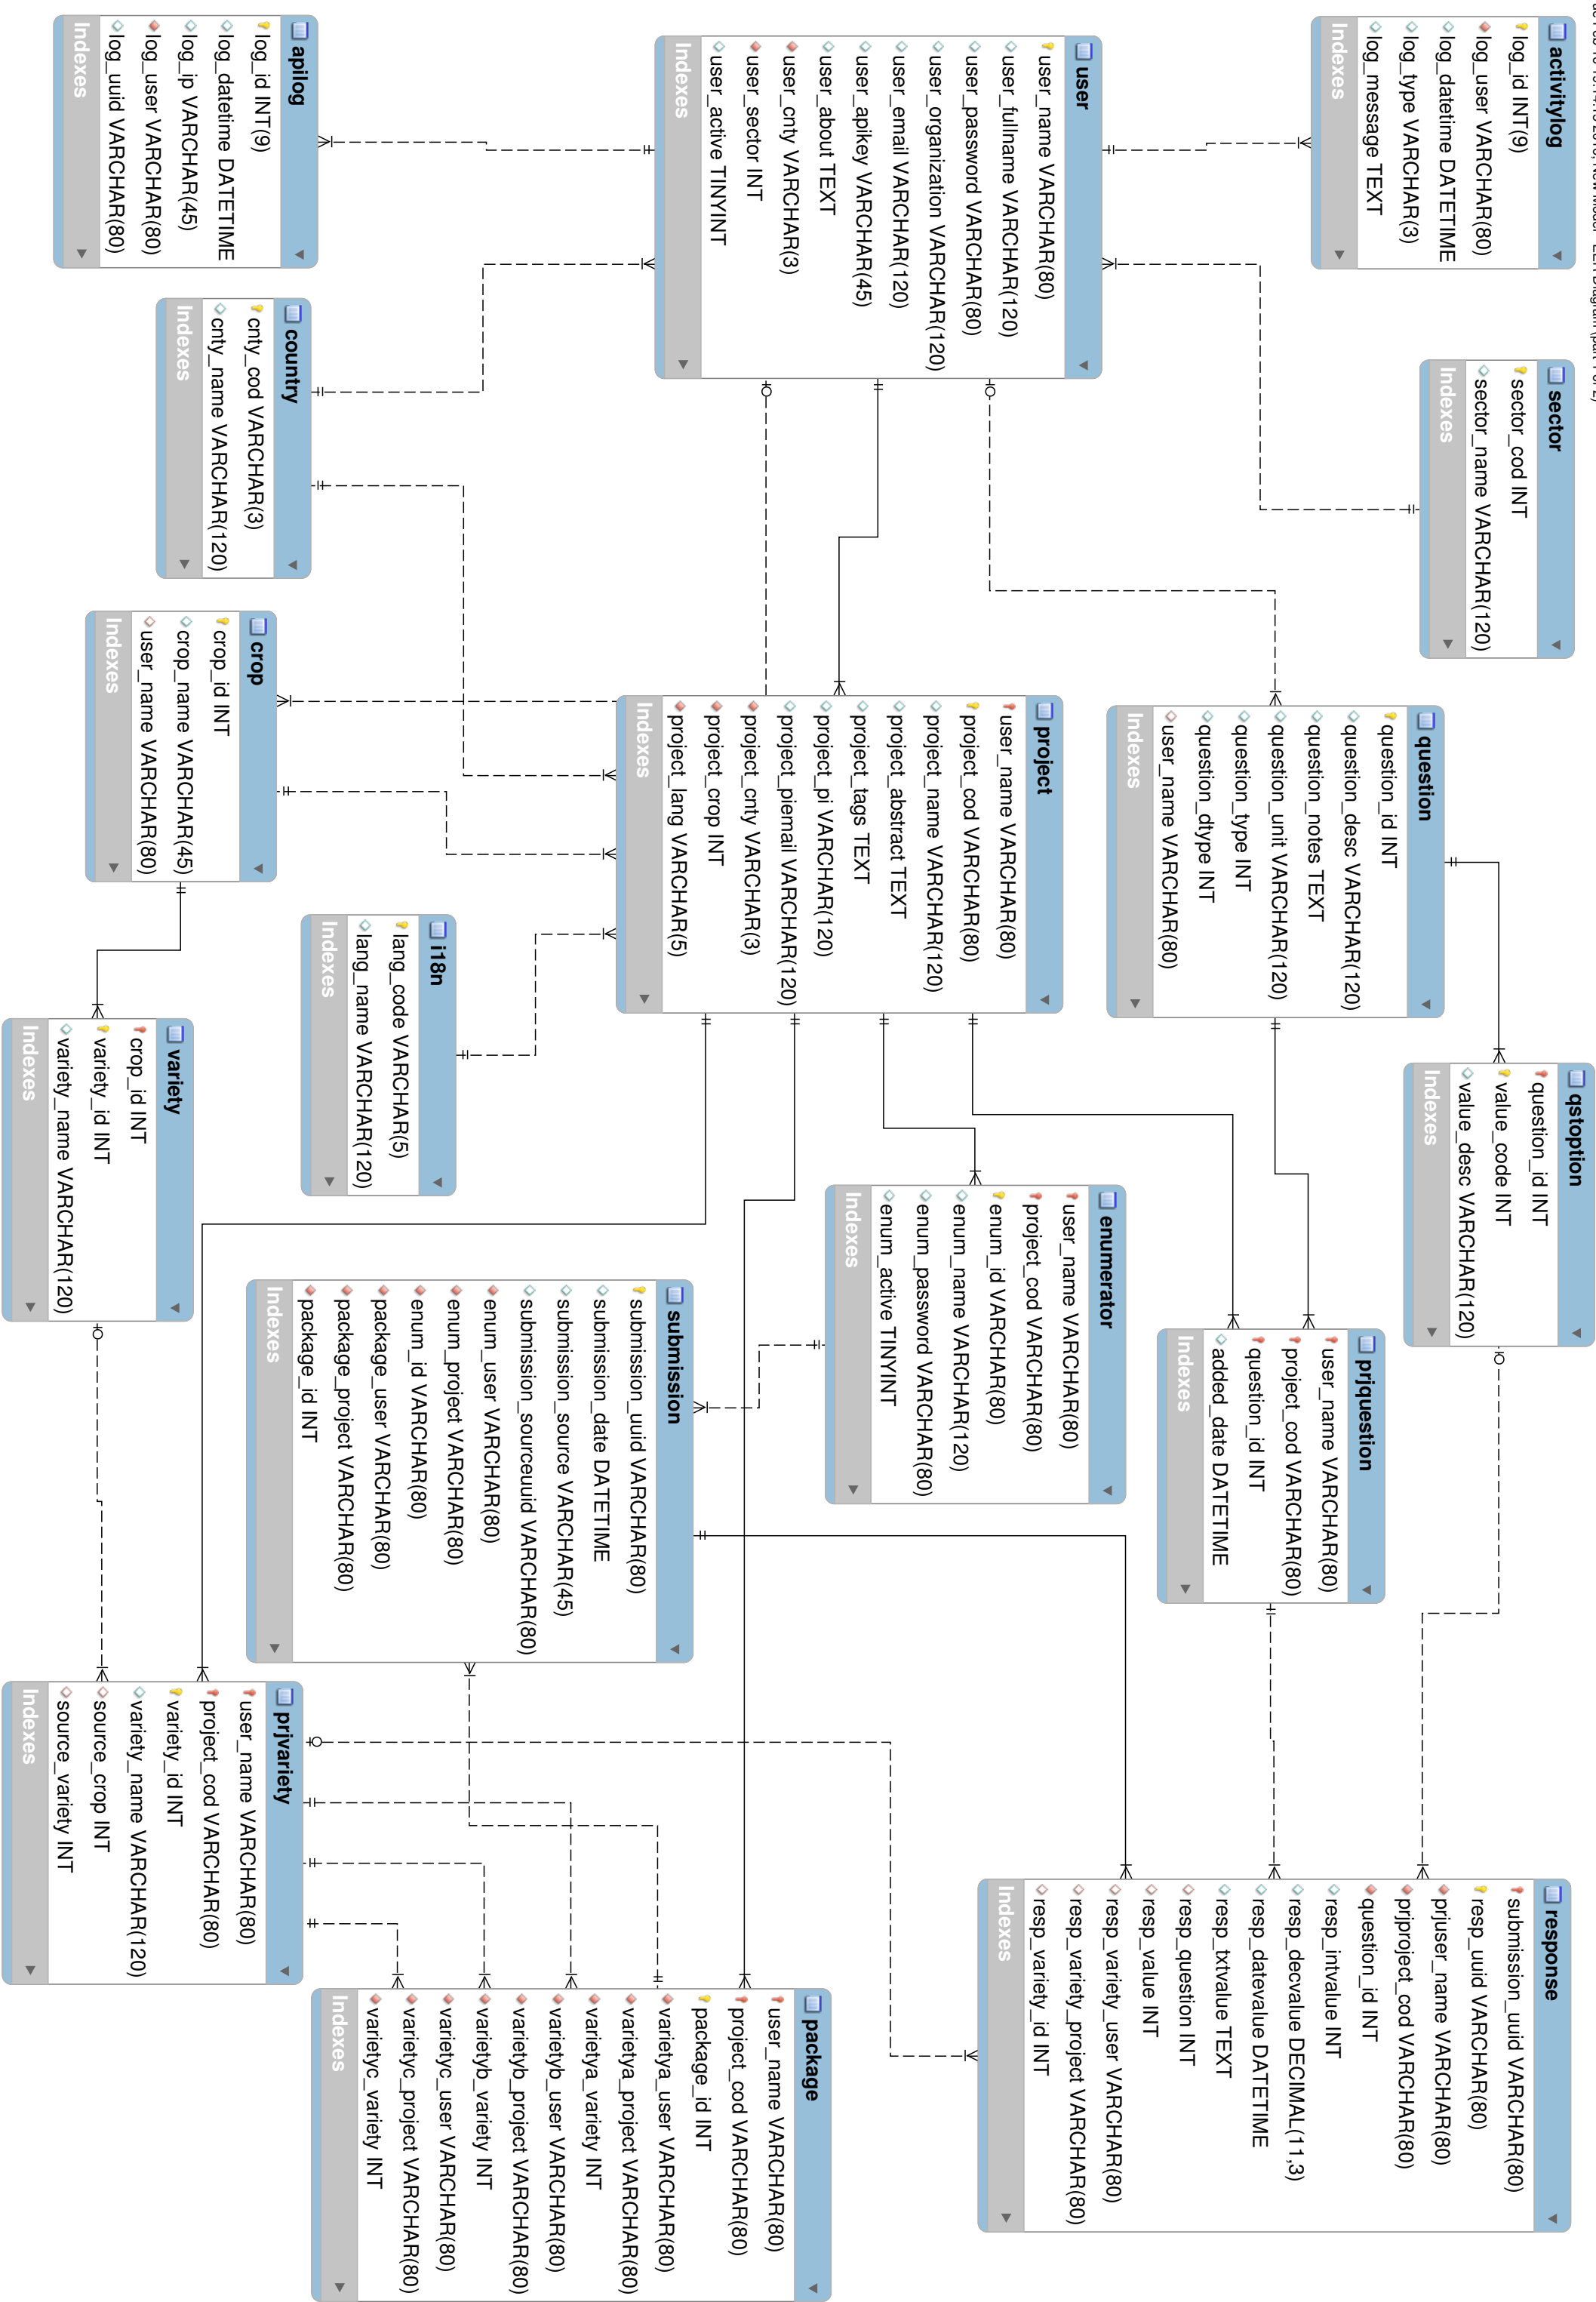 EER Diagram (part 1 of 2)
activitylog
log_id INT(9)
log_user VARCHAR(80)
log_datetime DATETIME
log_type VARCHAR(3)
log_message TEXT
Indexes
sector
sector_cod INT
sector_name VARCHAR(120)
Indexes
qstoption
question_id INT
value_code INT
value_desc VARCHAR(120)
Indexes
response
submission_uuid VARCHAR(80)
resp_uuid VARCHAR(80)
prjuser_name VARCHAR(80)
prjproject_cod VARCHAR(80)
question_id INT
resp_intvalue INT
resp_decvalue DECIMAL(11,3)
resp_datevalue DATETIME
resp_txtvalue TEXT
resp_question INT
resp_value INT
resp_variety_user VARCHAR(80)
resp_variety_project VARCHAR(80)
resp_variety_id INT
Indexes
question
question_id INT
question_desc VARCHAR(120)
question_notes TEXT
question_unit VARCHAR(120)
question_type INT
question_dtype INT
user_name VARCHAR(80)
Indexes
prjquestion
user_name VARCHAR(80)
project_cod VARCHAR(80)
question_id INT
added_date DATETIME
Indexes
user
user_name VARCHAR(80)
user_fullname VARCHAR(120)
user_password VARCHAR(80)
user_organization VARCHAR(120)
user_email VARCHAR(120)
user_apikey VARCHAR(45)
user_about TEXT
user_cnty VARCHAR(3)
user_sector INT
user_active TINYINT
Indexes
project
user_name VARCHAR(80)
project_cod VARCHAR(80)
project_name VARCHAR(120)
project_abstract TEXT
project_tags TEXT
project_pi VARCHAR(120)
project_piemail VARCHAR(120)
project_cnty VARCHAR(3)
project_crop INT
project_lang VARCHAR(5)
Indexes
enumerator
user_name VARCHAR(80)
project_cod VARCHAR(80)
enum_id VARCHAR(80)
enum_name VARCHAR(120)
enum_password VARCHAR(80)
enum_active TINYINT
Indexes
submission
submission_uuid VARCHAR(80)
submission_date DATETIME
submission_source VARCHAR(45)
submission_sourceuuid VARCHAR(80)
enum_user VARCHAR(80)
enum_project VARCHAR(80)
enum_id VARCHAR(80)
package_user VARCHAR(80)
package_project VARCHAR(80)
package_id INT
Indexes
package
user_name VARCHAR(80)
project_cod VARCHAR(80)
package_id INT
varietya_user VARCHAR(80)
varietya_project VARCHAR(80)
varietya_variety INT
varietyb_user VARCHAR(80)
varietyb_project VARCHAR(80)
varietyb_variety INT
varietyc_user VARCHAR(80)
varietyc_project VARCHAR(80)
varietyc_variety INT
Indexes
apilog
log_id INT(9)
log_datetime DATETIME
log_ip VARCHAR(45)
log_user VARCHAR(80)
log_uuid VARCHAR(80)
Indexes
country
cnty_cod VARCHAR(3)
cnty_name VARCHAR(120)
Indexes
crop
crop_id INT
crop_name VARCHAR(45)
user_name VARCHAR(80)
Indexes
i18n
lang_code VARCHAR(5)
lang_name VARCHAR(120)
Indexes
variety
crop_id INT
variety_id INT
variety_name VARCHAR(120)
Indexes
prjvariety
user_name VARCHAR(80)
project_cod VARCHAR(80)
variety_id INT
variety_name VARCHAR(120)
source_crop INT
source_variety INT
Indexes